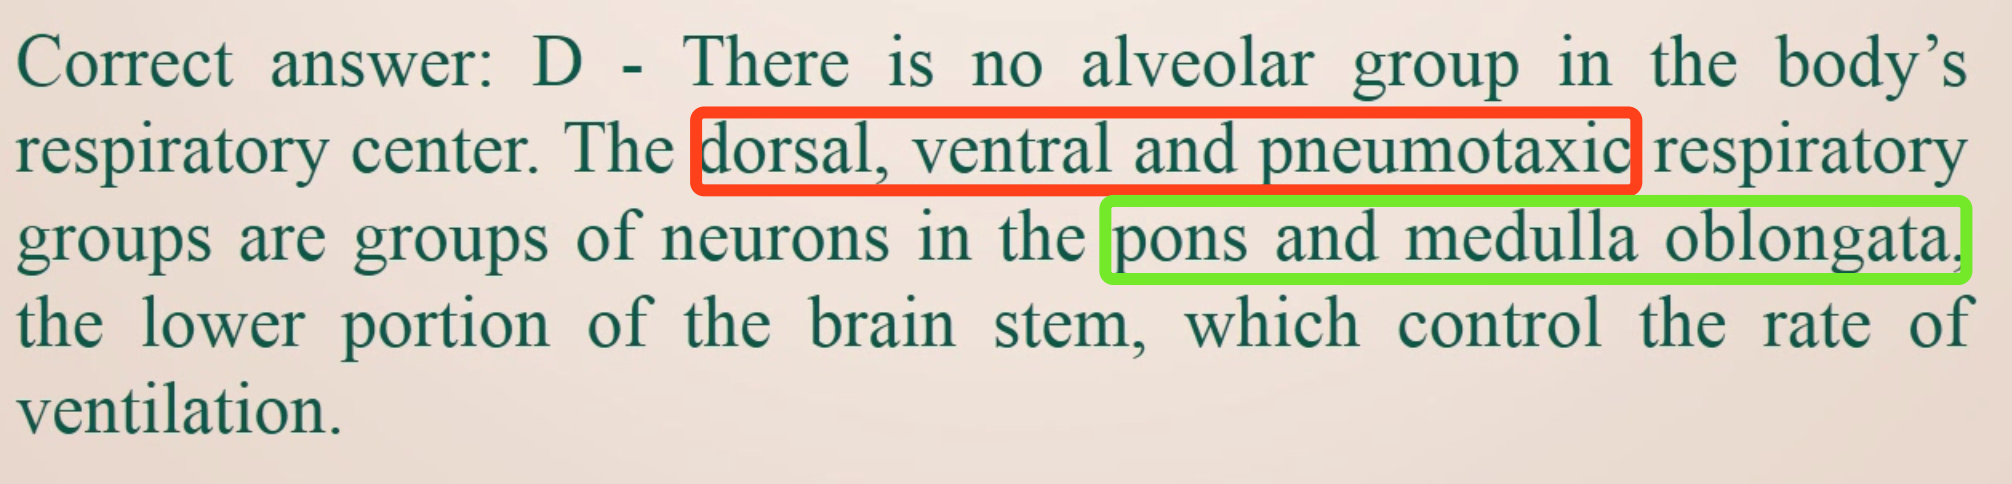 Correct answer: D - There is no alveolar group in the body’s
respiratory center. The dorsal, ventral and pneumotaxic respiratory
groups are groups of neurons in the pons and medulla oblongata,
the lower portion of the brain stem, which control the rate of
ventilation.